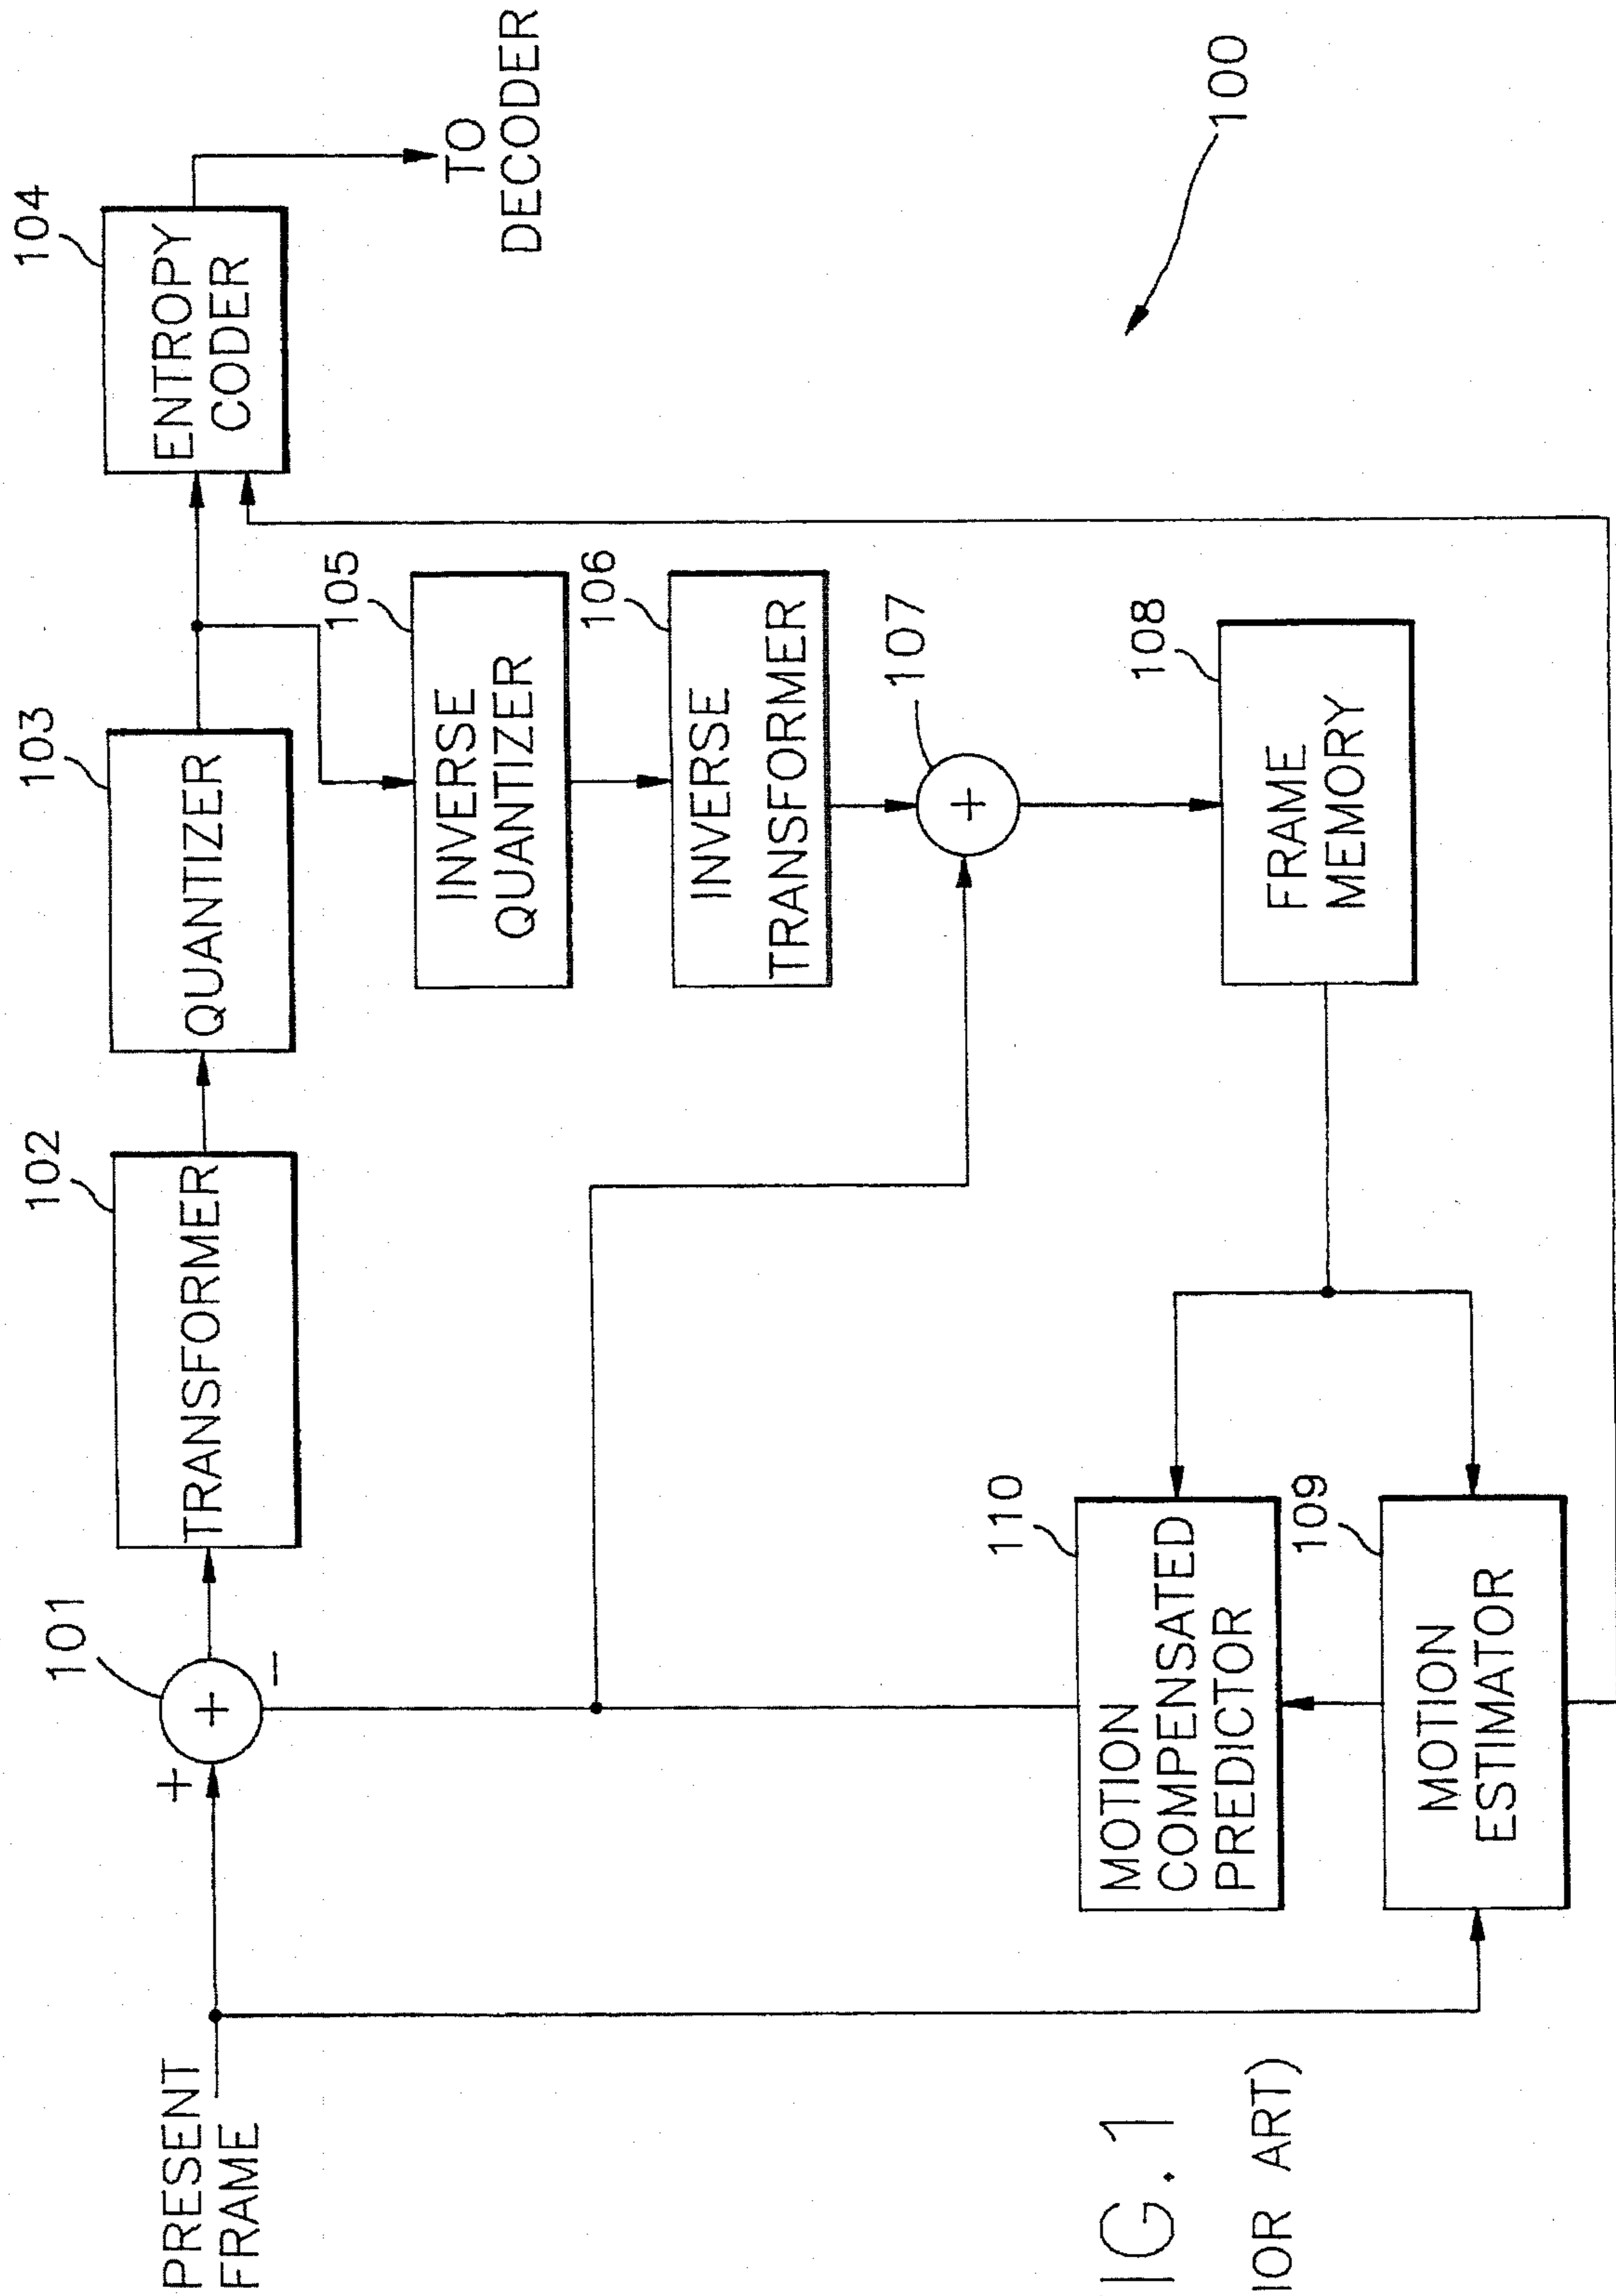 PRESENT
FRAME
+
101
+
−
102
TRANSFORMER
103
QUANTIZER
104
ENTROPY
CODER
TO
DECODER
105
INVERSE
QUANTIZER
106
INVERSE
TRANSFORMER
107
+
108
FRAME
MEMORY
110
MOTION
COMPENSATED
PREDICTOR
109
MOTION
ESTIMATOR
100
IG. 1
IOR ART)